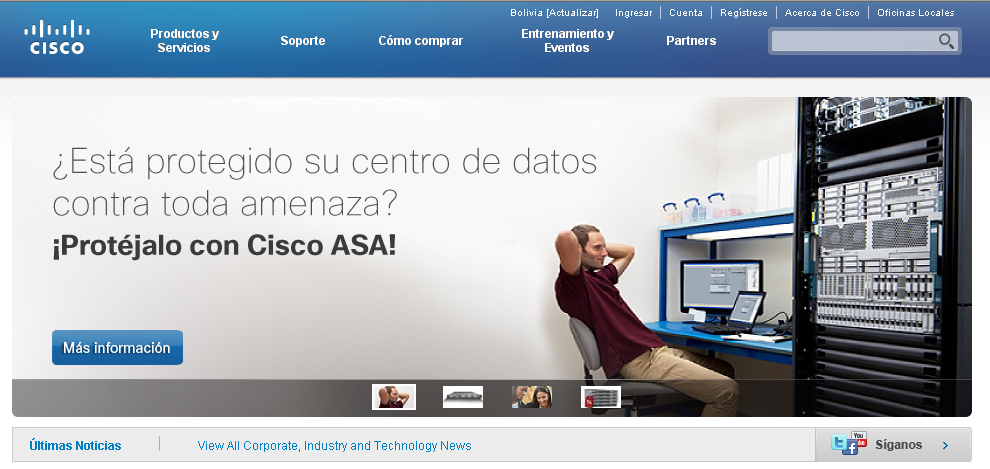 Bolivia [Actualizar]
Ingresar
Cuenta
Regístrese
Acerca de Cisco
Oficinas Locales
CISCO
Productos y
Servicios
Soporte
Cómo comprar
Entrenamiento y
Eventos
Partners
¿Está protegido su centro de datos
contra toda amenaza?
¡Protéjalo con Cisco ASA!
Más información
Últimas Noticias
View All Corporate, Industry and Technology News
You
Tube
Síganos